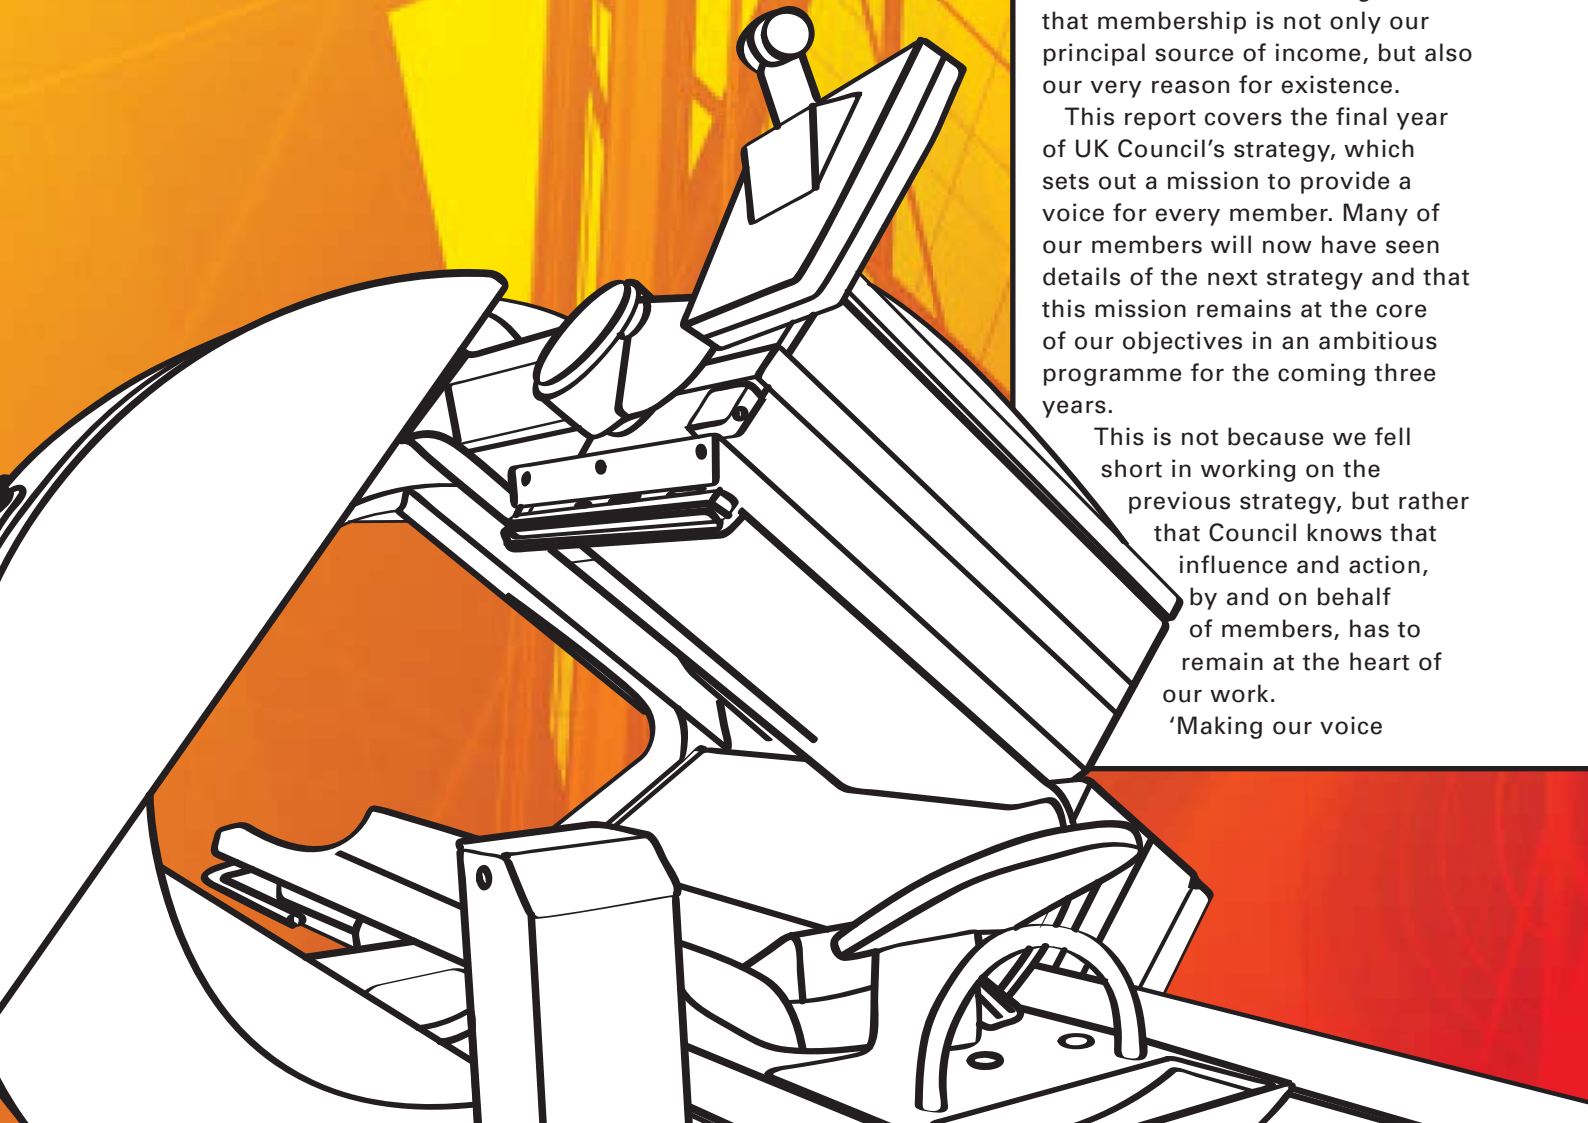 that membership is not only our
principal source of income, but also
our very reason for existence.
This report covers the final year
of UK Council’s strategy, which
sets out a mission to provide a
voice for every member. Many of
our members will now have seen
details of the next strategy and that
this mission remains at the core
of our objectives in an ambitious
programme for the coming three
years.
This is not because we fell
short in working on the
previous strategy, but rather
that Council knows that
influence and action,
by and on behalf
of members, has to
remain at the heart of
our work.
‘Making our voice